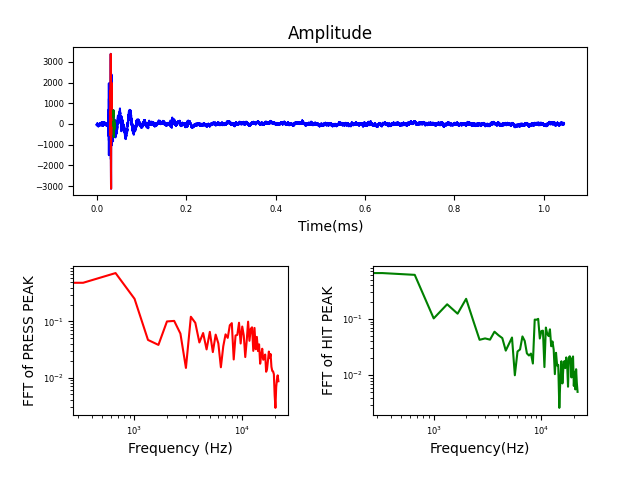 Amplitude
3000
2000
1000
0
−1000
−2000
−3000
0.0 0.2 0.4 0.6 0.8 1.0
Time(ms)
FFT of PRESS PEAK
10⁻¹
10⁻²
10³ 10⁴
Frequency (Hz)
FFT of HIT PEAK
10⁻¹
10⁻²
10³ 10⁴
Frequency(Hz)